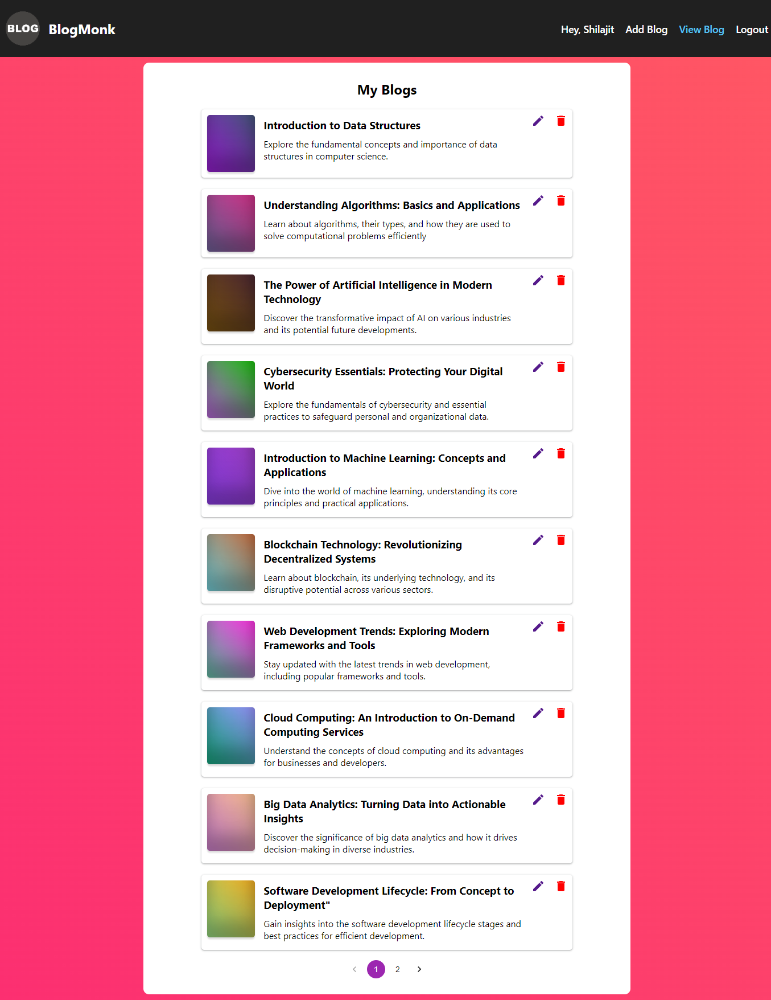 BLOG
BlogMonk
Hey, Shilajit
Add Blog
View Blog
Logout
My Blogs
Introduction to Data Structures
Explore the fundamental concepts and importance of data
structures in computer science.
Understanding Algorithms: Basics and Applications
Learn about algorithms, their types, and how they are used to
solve computational problems efficiently
The Power of Artificial Intelligence in Modern
Technology
Discover the transformative impact of AI on various industries
and its potential future developments.
Cybersecurity Essentials: Protecting Your Digital
World
Explore the fundamentals of cybersecurity and essential
practices to safeguard personal and organizational data.
Introduction to Machine Learning: Concepts and
Applications
Dive into the world of machine learning, understanding its core
principles and practical applications.
Blockchain Technology: Revolutionizing
Decentralized Systems
Learn about blockchain, its underlying technology, and its
disruptive potential across various sectors.
Web Development Trends: Exploring Modern
Frameworks and Tools
Stay updated with the latest trends in web development,
including popular frameworks and tools.
Cloud Computing: An Introduction to On-Demand
Computing Services
Understand the concepts of cloud computing and its advantages
for businesses and developers.
Big Data Analytics: Turning Data into Actionable
Insights
Discover the significance of big data analytics and how it drives
decision-making in diverse industries.
Software Development Lifecycle: From Concept to
Deployment"
Gain insights into the software development lifecycle stages and
best practices for efficient development.
1 2